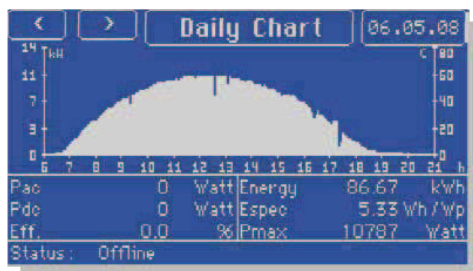 < > Daily Chart 06.05.08
14 kW C 80
11 60
7 40
3 20
0 0
6 7 8 9 10 11 12 13 14 15 16 17 18 19 20 21 h
Pac 0 Watt Energy 86.67 kWh
Pdc 0 Watt Espec 5.33 Wh/Wp
Eff. 0.0 % Pmax 10787 Watt
Status: Offline